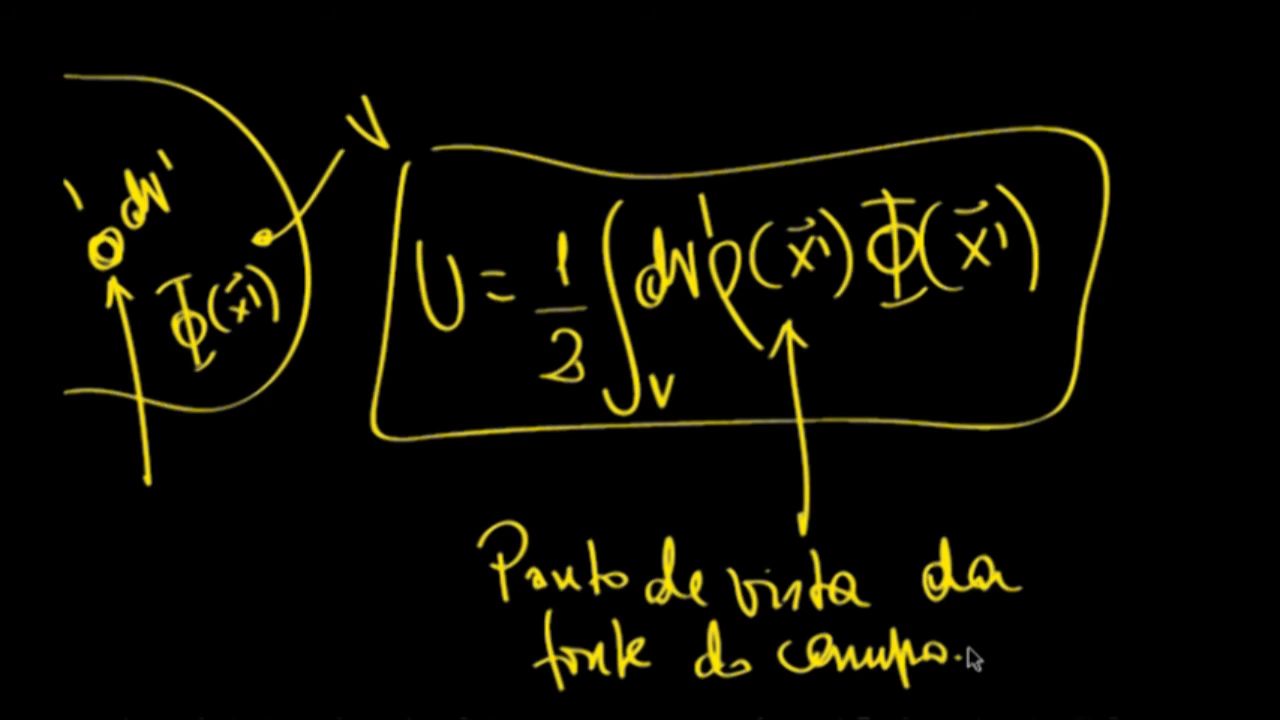 V
' dv'
Φ(x⃗')
U = 1/2 ∫_V dv' ρ(x⃗') Φ(x⃗')
Ponto de vista da
fonte do campo.